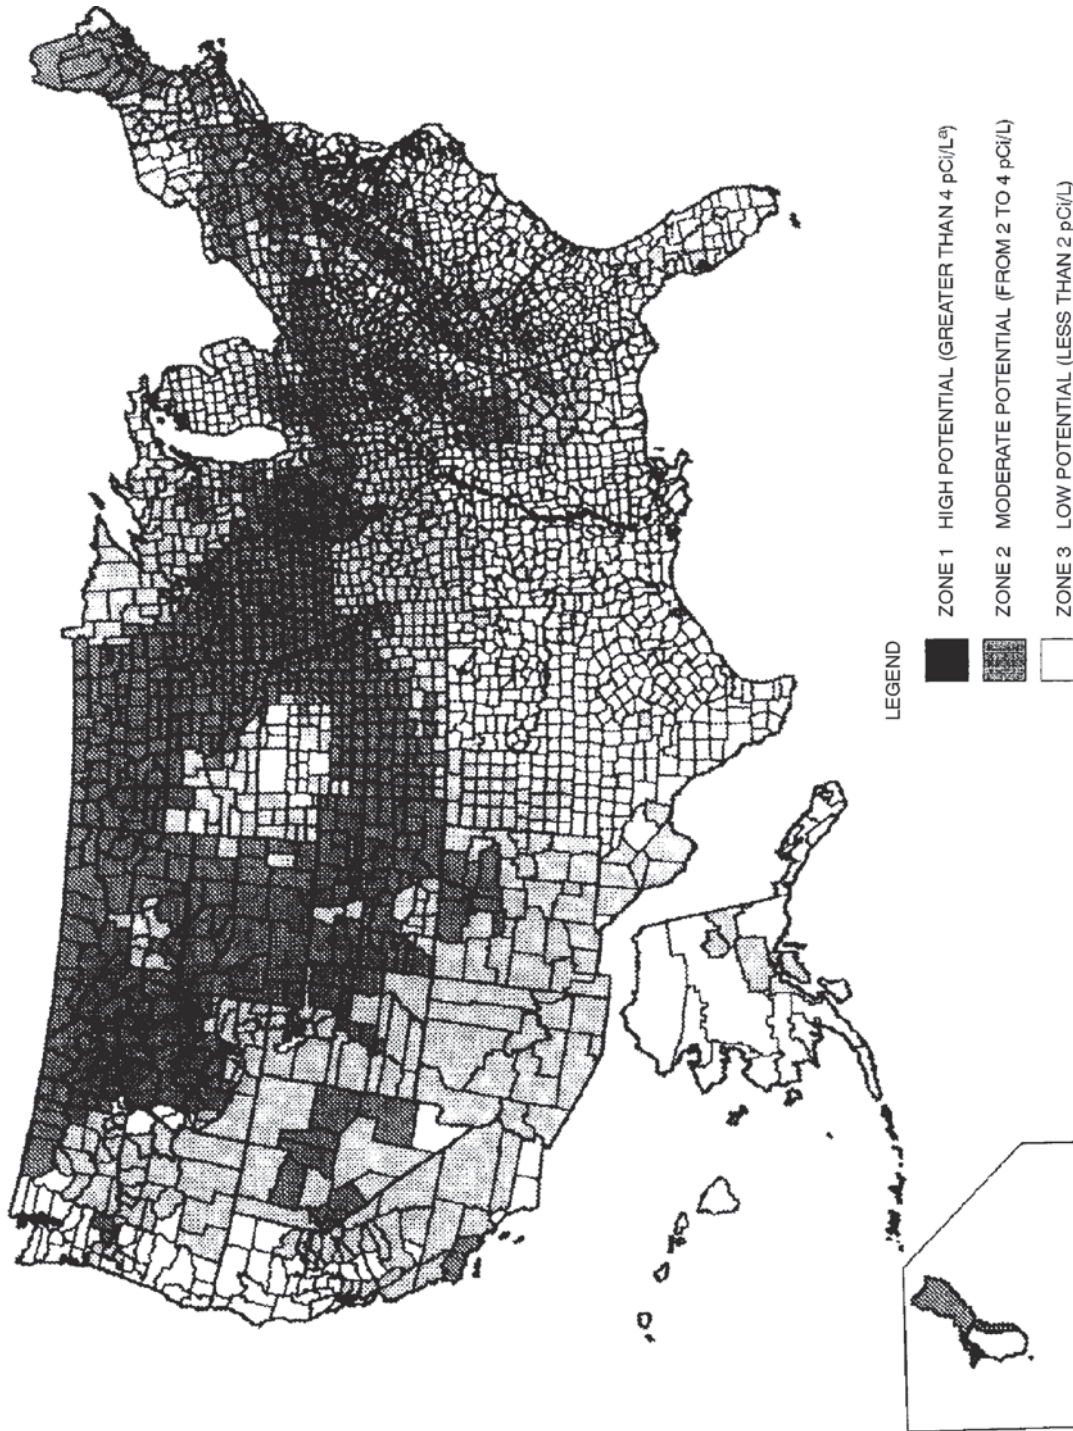 LEGEND
ZONE 1 HIGH POTENTIAL (GREATER THAN 4 pCi/Lᵃ)
ZONE 2 MODERATE POTENTIAL (FROM 2 TO 4 pCi/L)
ZONE 3 LOW POTENTIAL (LESS THAN 2 pCi/L)